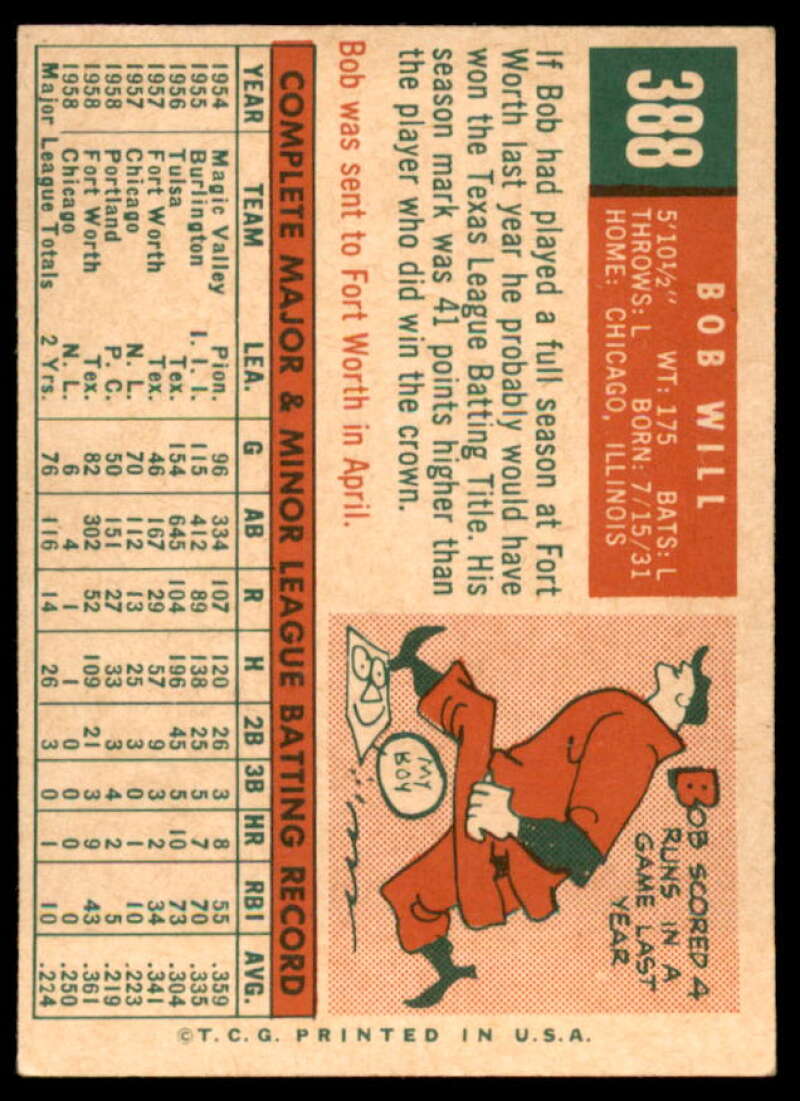 388
BOB WILL
5'10½" WT: 175 BATS: L
THROWS: L BORN: 7/15/31
HOME: CHICAGO, ILLINOIS
If Bob had played a full season at Fort
Worth last year he probably would have
won the Texas League Batting Title. His
season mark was 41 points higher than
the player who did win the crown.
Bob was sent to Fort Worth in April.
BOB SCORED 4
RUNS IN A
GAME LAST
YEAR
MY
BOY
COMPLETE MAJOR & MINOR LEAGUE BATTING RECORD
YEAR TEAM LEA. G AB R H 2B 3B HR RBI AVG.
1954 Magic Valley Pion. 96 334 107 120 26 3 8 55 .359
1955 Burlington I. I. I. 115 412 89 138 25 5 7 70 .335
1956 Tulsa Tex. 154 645 104 196 45 5 10 73 .304
1957 Fort Worth Tex. 46 167 29 57 9 3 2 34 .341
1957 Chicago N. L. 70 112 13 25 3 0 1 10 .223
1958 Portland P. C. 50 151 27 33 3 4 2 5 .219
1958 Fort Worth Tex. 82 302 52 109 21 3 9 43 .361
1958 Chicago N. L. 6 4 1 1 0 0 0 0 .250
Major League Totals 2 Yrs. 76 116 14 26 3 0 1 10 .224
©T.C.G. PRINTED IN U.S.A.